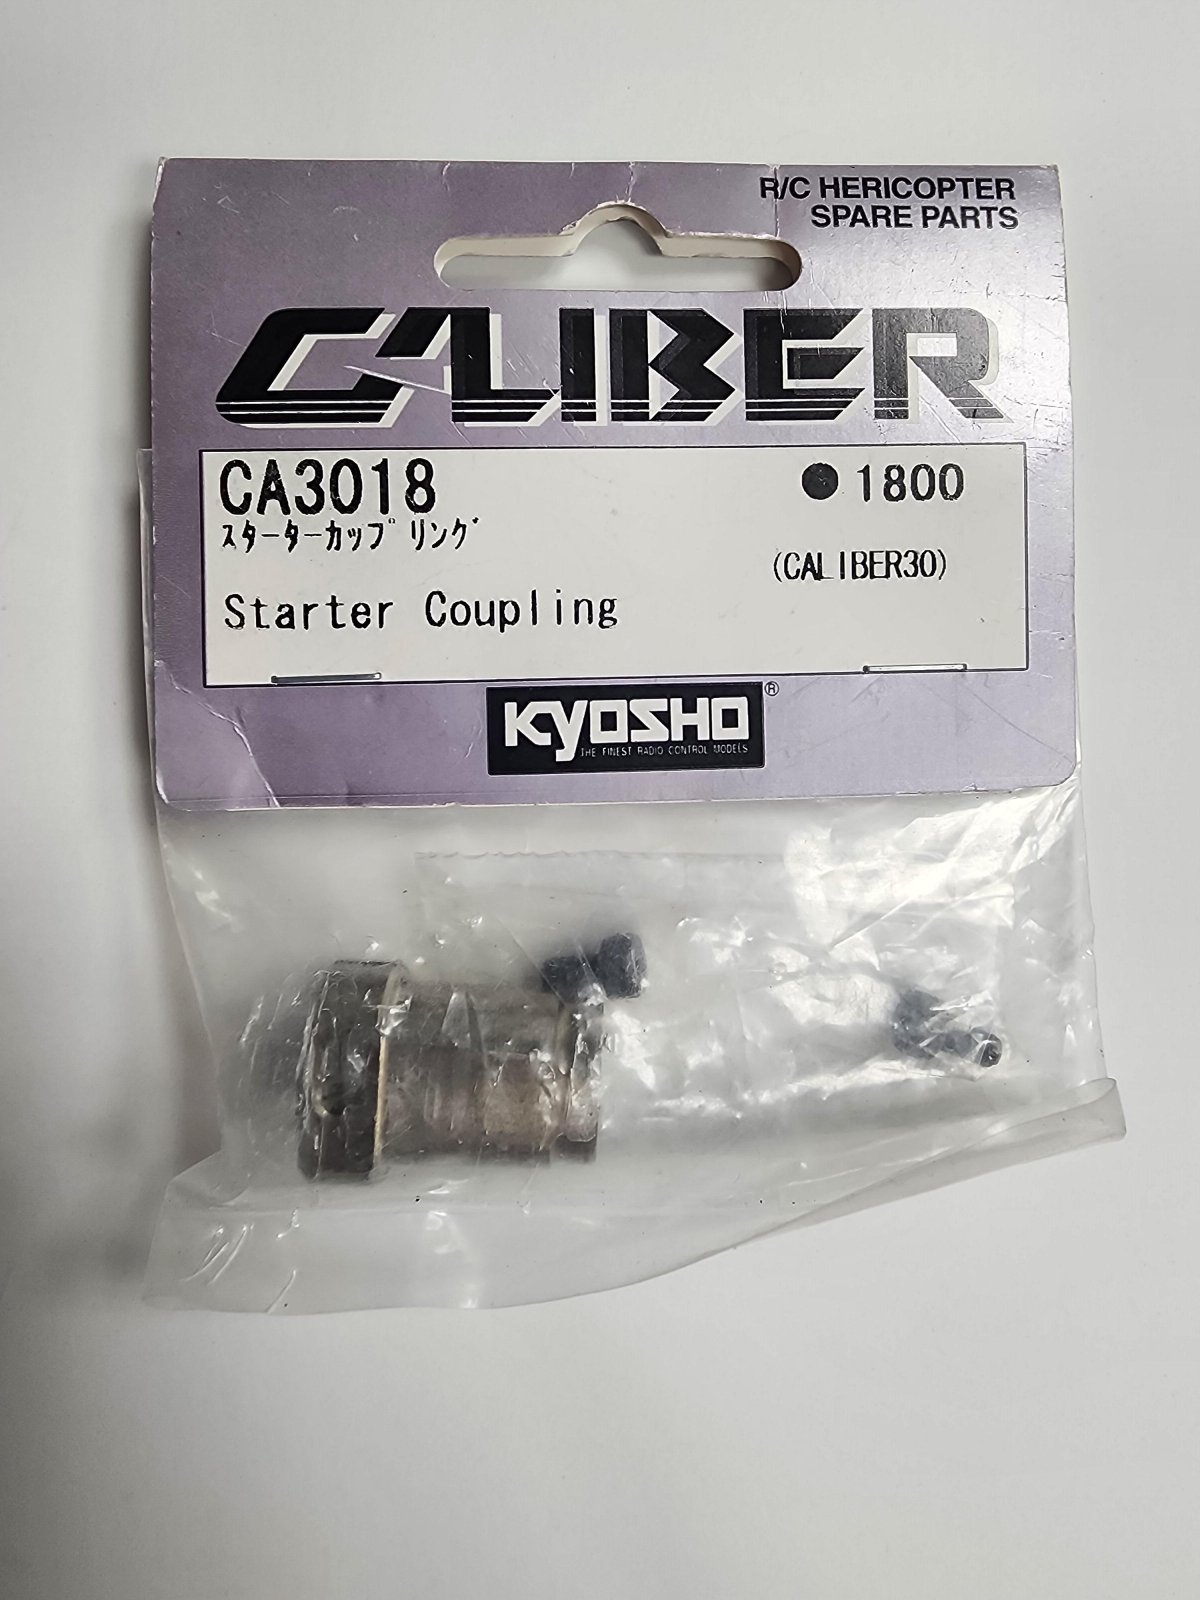 R/C HERICOPTER
SPARE PARTS
CALIBER
CA3018 ● 1800
ｽﾀｰﾀｰｶｯﾌﾟﾘﾝｸﾞ
(CALIBER30)
Starter Coupling
KYOSHO ®
THE FINEST RADIO CONTROL MODELS